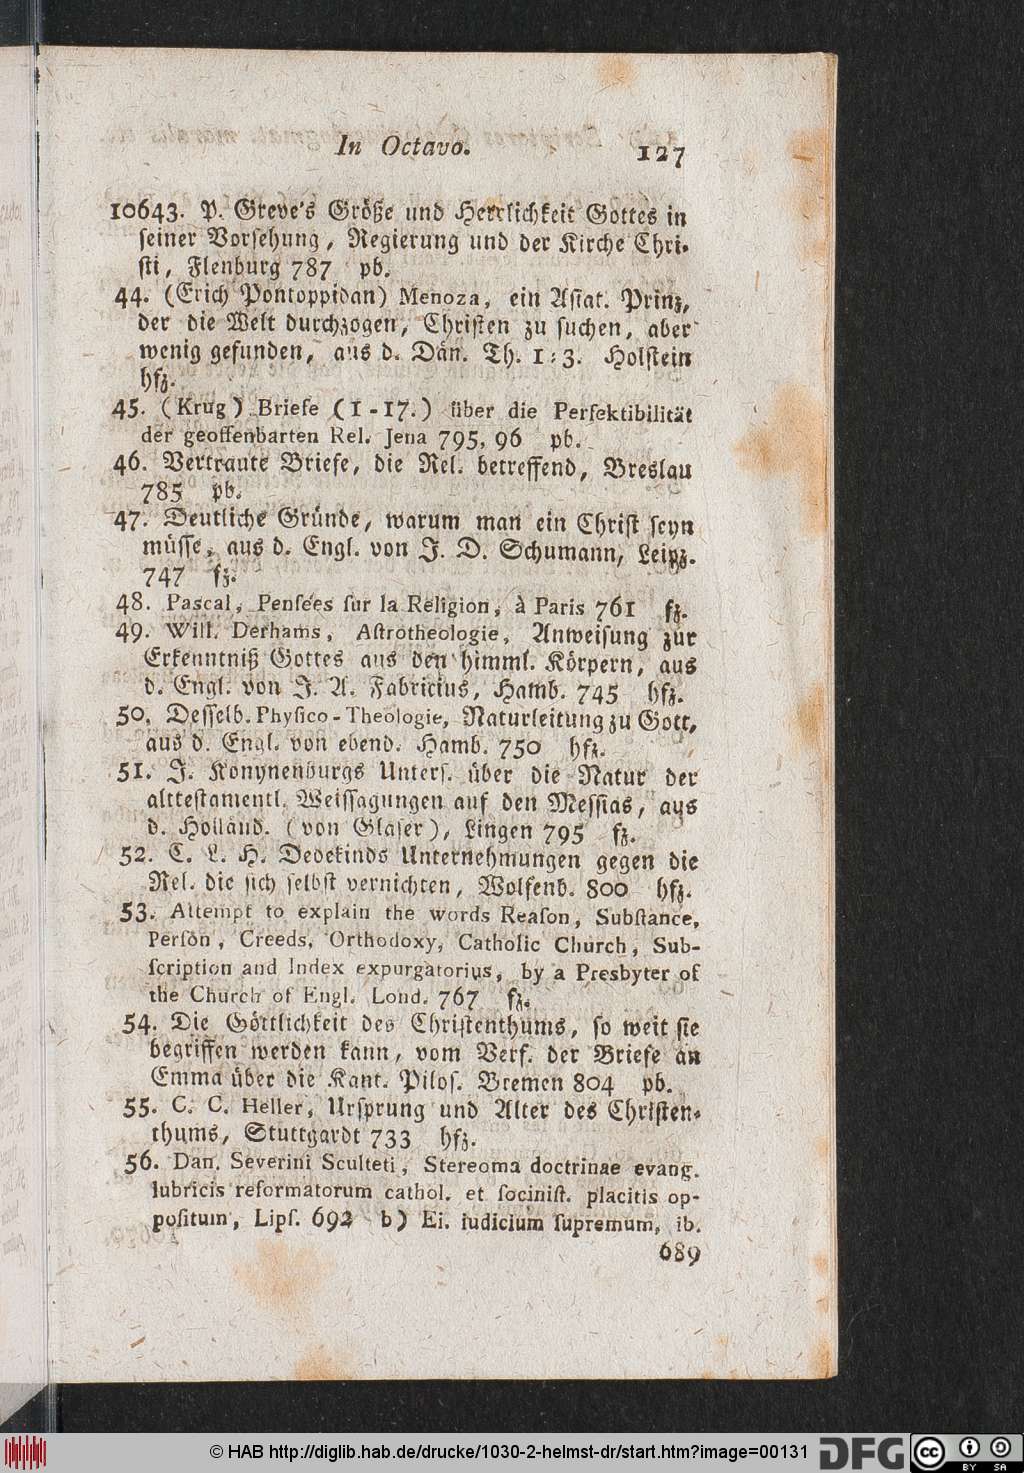 In Octavo. 127
10643. P. Greve's Größe und Herrlichkeit Gottes in
seiner Vorsehung, Regierung und der Kirche Chri-
sti, Flenburg 787 pb.
44. (Erich Pontoppidan) Menoza, ein Asiat. Prinz,
der die Welt durchzogen, Christen zu suchen, aber
wenig gefunden, aus d. Dän. Th. 1-3. Holstein
hfz.
45. (Krug) Briefe (1-17.) über die Perfektibilität
der geoffenbarten Rel. Jena 795, 96 pb.
46. Vertraute Briefe, die Rel. betreffend, Breslau
785 pb.
47. Deutliche Gründe, warum man ein Christ seyn
müsse, aus d. Engl. von J. D. Schumann, Leipz.
747 fz.
48. Pascal, Pensées ſur la Religion, à Paris 761 fz.
49. Will. Derhams, Aſtrotheologie, Anweisung zur
Erkenntniß Gottes aus den himml. Körpern, aus
d. Engl. von J. A. Fabricius, Hamb. 745 hfz.
50. Desselb. Phyſico-Theologie, Naturleitung zu Gott,
aus d. Engl. von ebend. Hamb. 750 hfz.
51. J. Konynenburgs Unters. über die Natur der
alttestamentl. Weissagungen auf den Messias, aus
d. Holländ. (von Glaser), Lingen 795 fz.
52. C. L. H. Dedekinds Unternehmungen gegen die
Rel. die sich selbst vernichten, Wolfenb. 800 hfz.
53. Attempt to explain the words Reaſon, Subſtance,
Perſon, Creeds, Orthodoxy, Catholic Church, Sub-
ſcription and Index expurgatorius, by a Presbyter of
the Church of Engl. Lond. 767 fz.
54. Die Göttlichkeit des Christenthums, so weit sie
begriffen werden kann, vom Verf. der Briefe an
Emma über die Kant. Pilos. Bremen 804 pb.
55. C. C. Heller, Ursprung und Alter des Christen-
thums, Stuttgardt 733 hfz.
56. Dan. Severini Sculteti, Stereoma doctrinae evang.
lubricis reformatorum cathol. et ſociniſt. placitis op-
poſitum, Lipſ. 692 b) Ei. iudicium ſupremum, ib.
689
© HAB http://diglib.hab.de/drucke/1030-2-helmst-dr/start.htm?image=00131 DFG cc BY SA